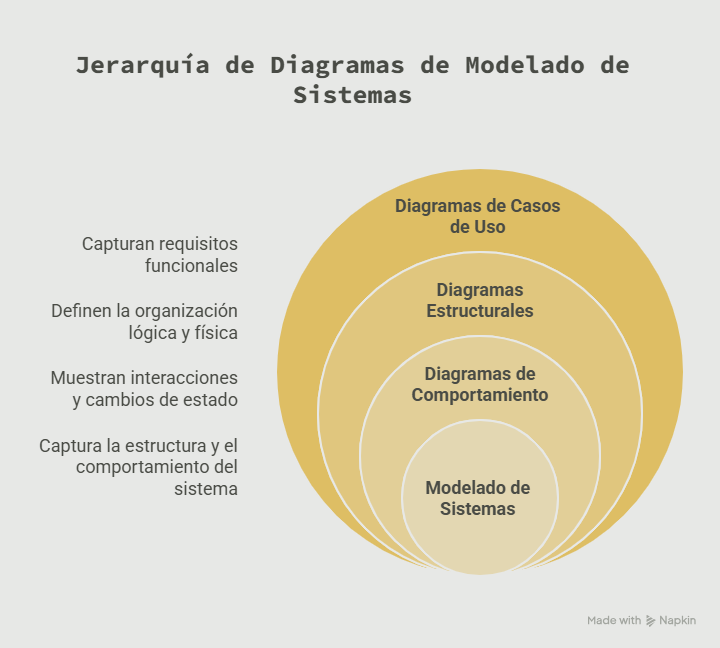 Jerarquía de Diagramas de Modelado de
Sistemas
Diagramas de Casos
de Uso
Capturan requisitos
funcionales
Diagramas
Estructurales
Definen la organización
lógica y física
Diagramas de
Comportamiento
Muestran interacciones
y cambios de estado
Modelado de
Sistemas
Captura la estructura y el
comportamiento del
sistema
Made with Napkin